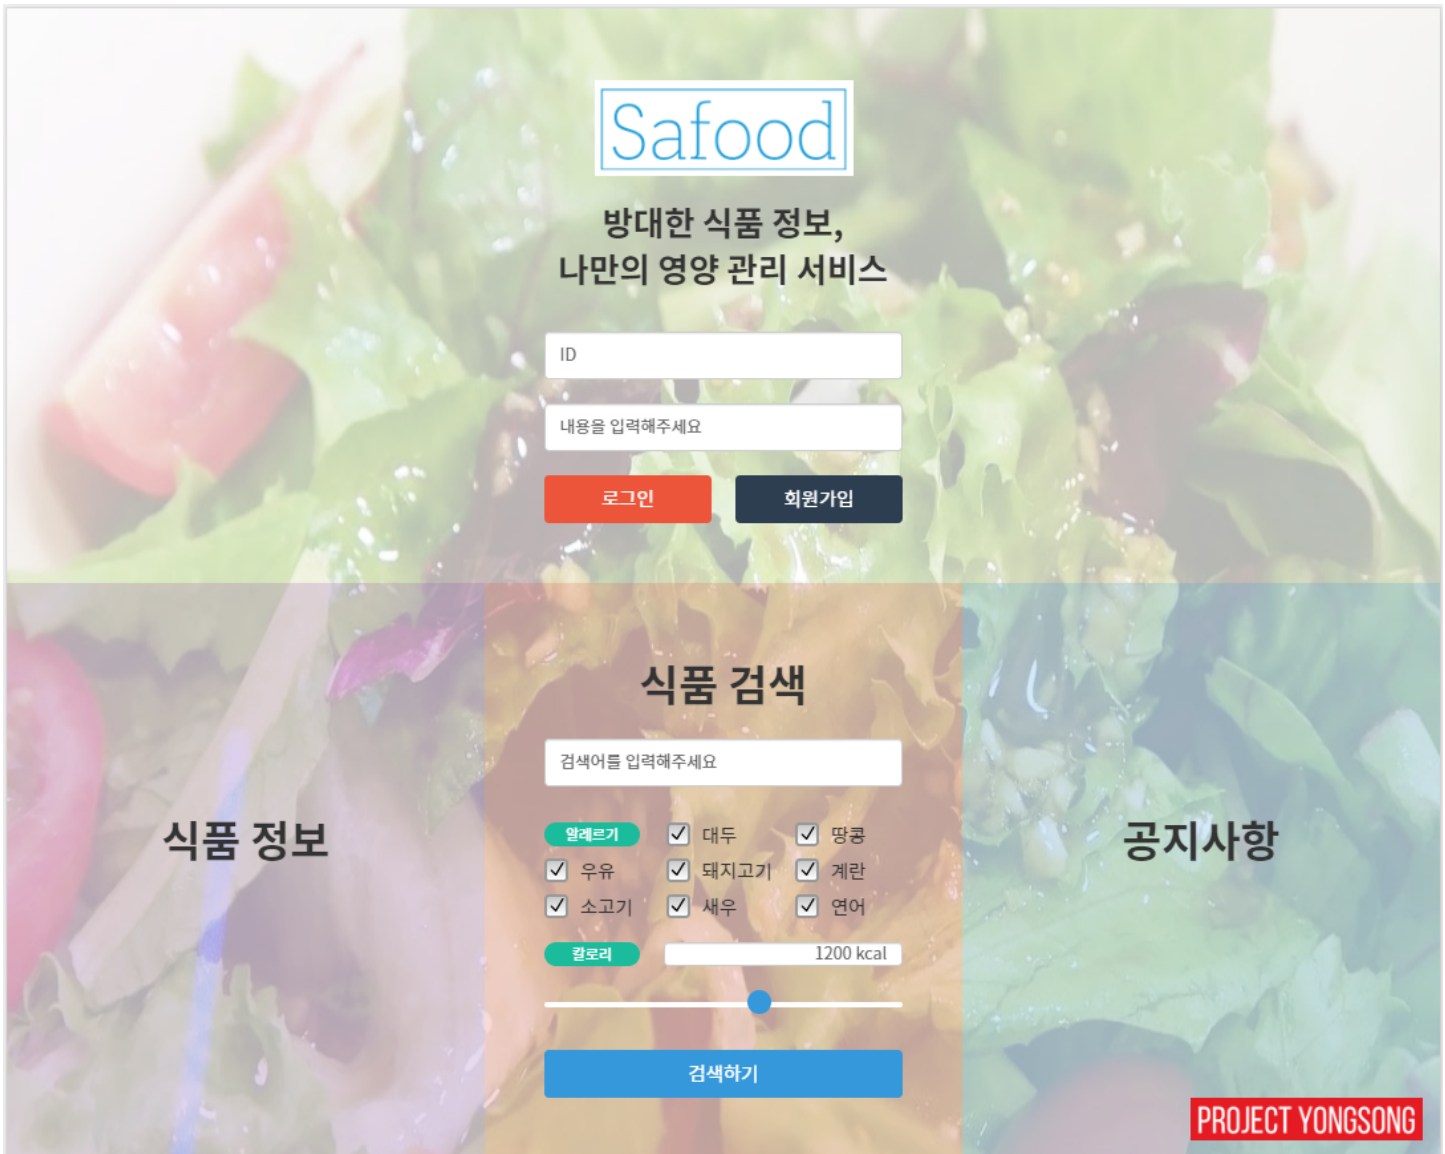 Safood
방대한 식품 정보,
나만의 영양 관리 서비스
ID
내용을 입력해주세요
로그인
회원가입
식품 정보
식품 검색
검색어를 입력해주세요
알레르기
대두
땅콩
우유
돼지고기
계란
소고기
새우
연어
칼로리
1200 kcal
검색하기
공지사항
PROJECT YONGSONG